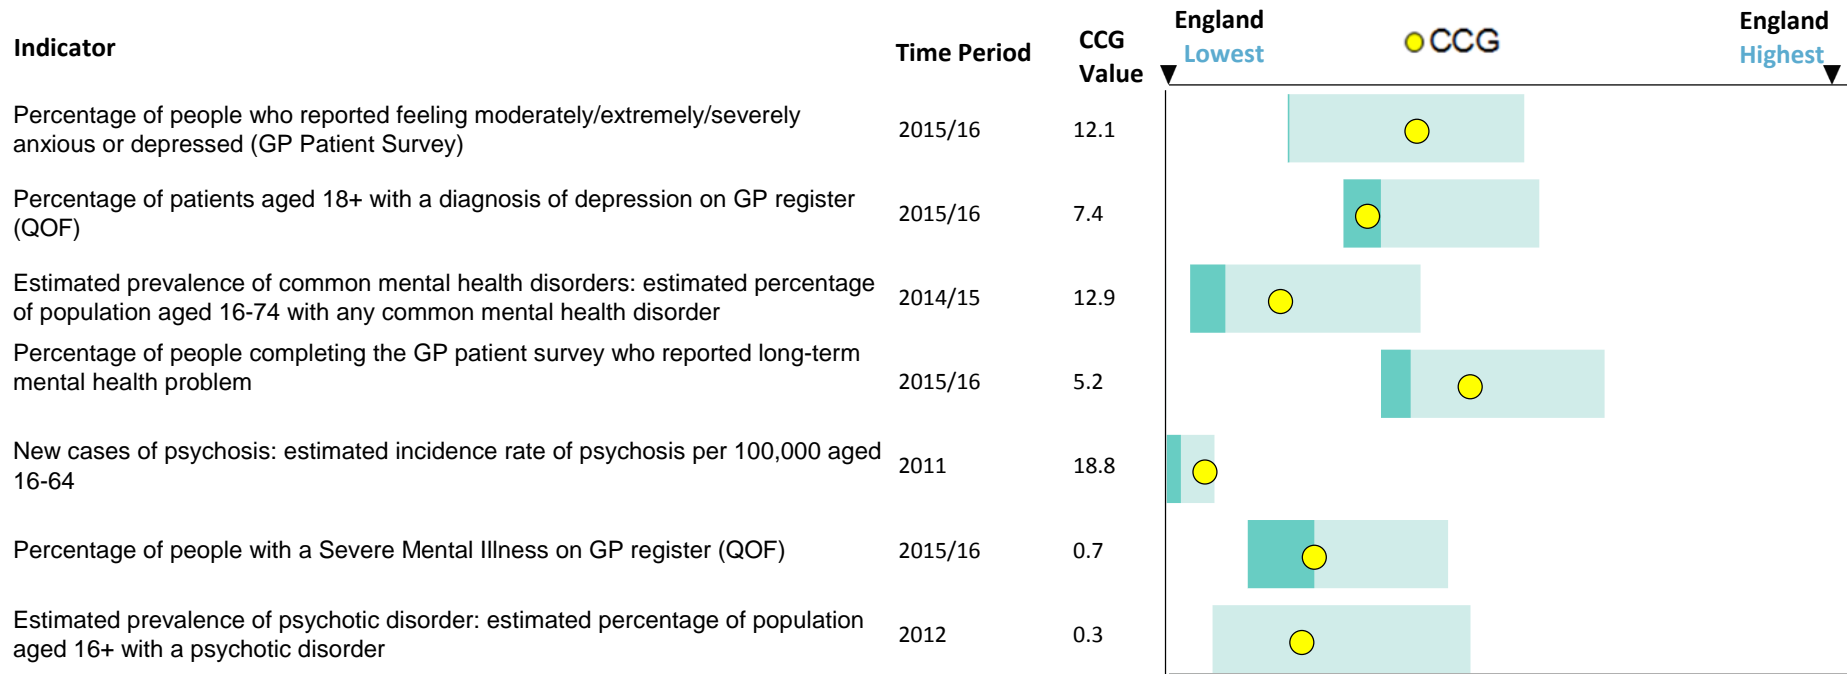 Indicator
Time Period
CCG
Value
England
Lowest
CCG
England
Highest
Percentage of people who reported feeling moderately/extremely/severely
anxious or depressed (GP Patient Survey)
2015/16
12.1
Percentage of patients aged 18+ with a diagnosis of depression on GP register
(QOF)
2015/16
7.4
Estimated prevalence of common mental health disorders: estimated percentage
of population aged 16-74 with any common mental health disorder
2014/15
12.9
Percentage of people completing the GP patient survey who reported long-term
mental health problem
2015/16
5.2
New cases of psychosis: estimated incidence rate of psychosis per 100,000 aged
16-64
2011
18.8
Percentage of people with a Severe Mental Illness on GP register (QOF)
2015/16
0.7
Estimated prevalence of psychotic disorder: estimated percentage of population
aged 16+ with a psychotic disorder
2012
0.3